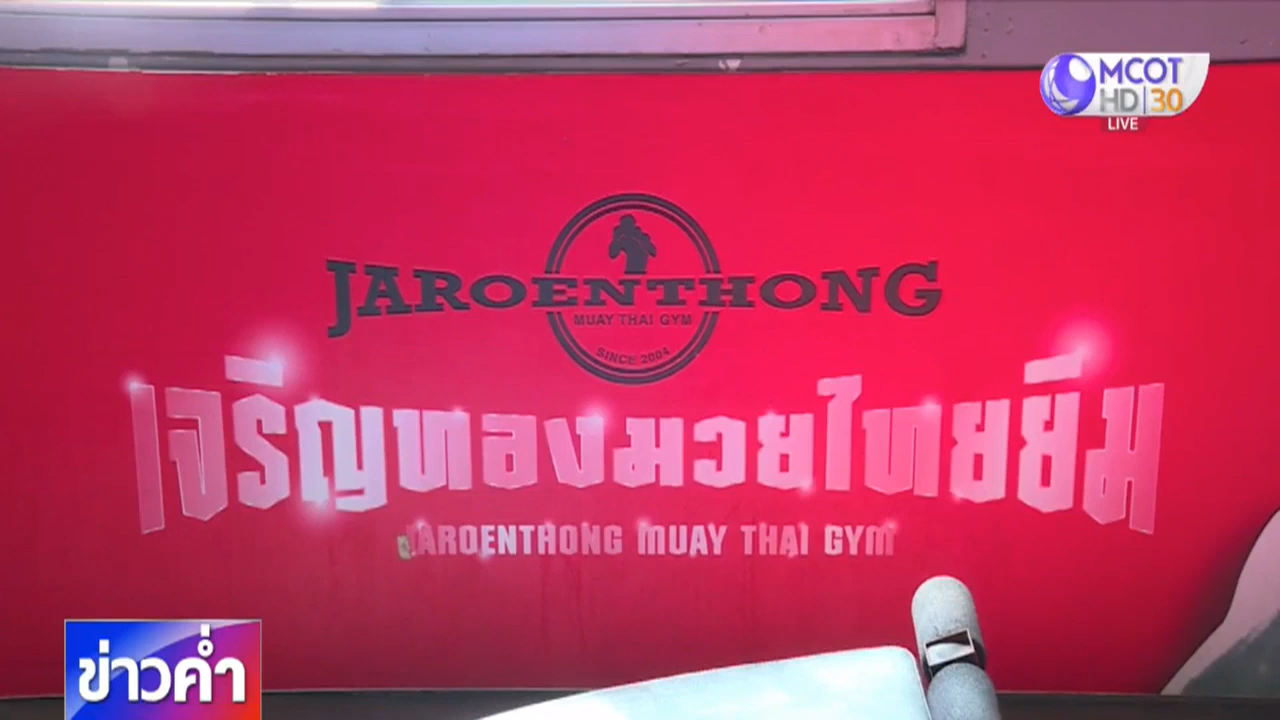 MCOT
HD 30
LIVE
JAROENTHONG
MUAY THAI GYM
SINCE 2004
เจริญทองมวยไทยยิม
JAROENTHONG MUAY THAI GYM
ข่าวค่ำ